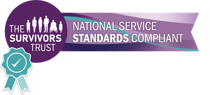 THE
SURVIVORS
TRUST
NATIONAL SERVICE
STANDARDS COMPLIANT